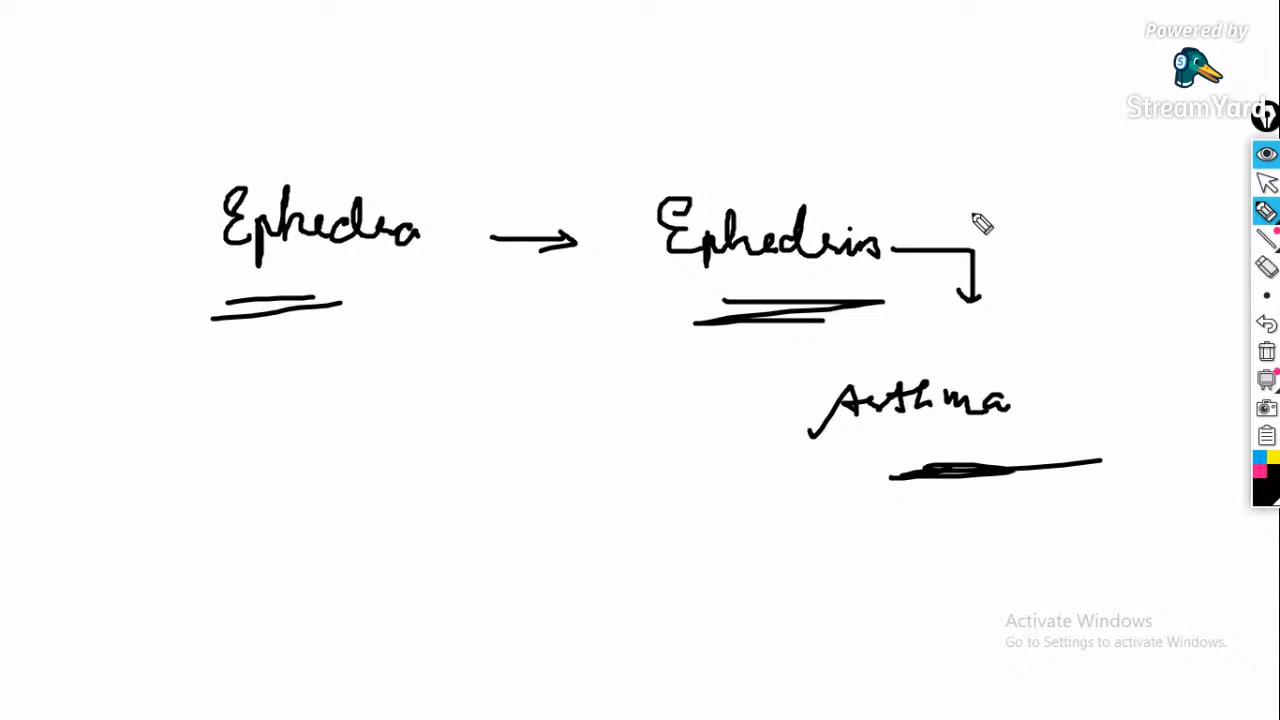 Powered by
StreamYard
Ephedra → Ephedrin
Asthma
Activate Windows
Go to Settings to activate Windows.